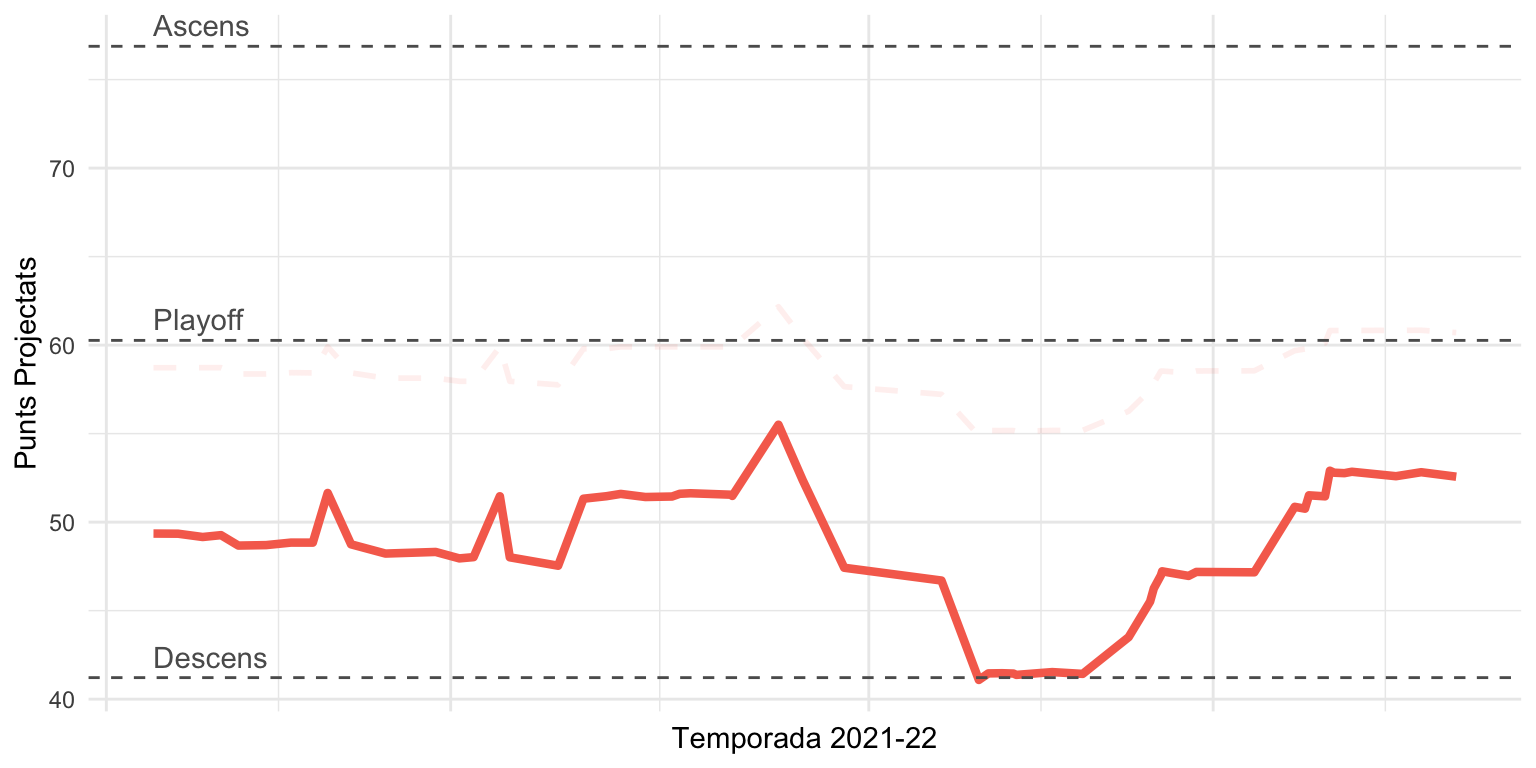 Ascens
70
Playoff
60
Punts Projectats
50
Descens
40
Temporada 2021-22